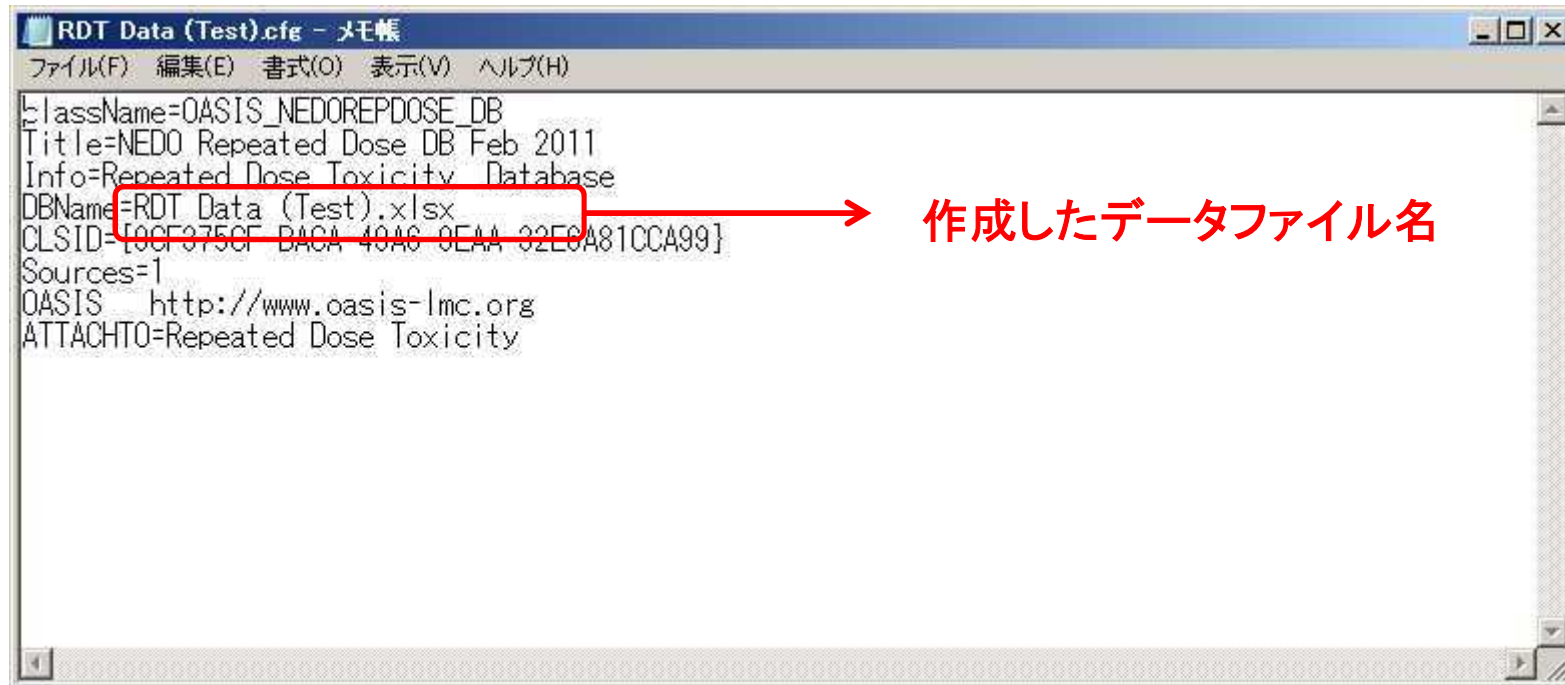 RDT Data (Test).cfg - メモ帳
ファイル(F) 編集(E) 書式(O) 表示(V) ヘルプ(H)
className=OASIS_NEDOREPDOSE_DB
Title=NEDO Repeated Dose DB Feb 2011
Info=Repeated Dose Toxicity Database
DBName=RDT Data (Test).xlsx
作成したデータファイル名
Sources=1
OASIS http://www.oasis-lmc.org
ATTACHTO=Repeated Dose Toxicity